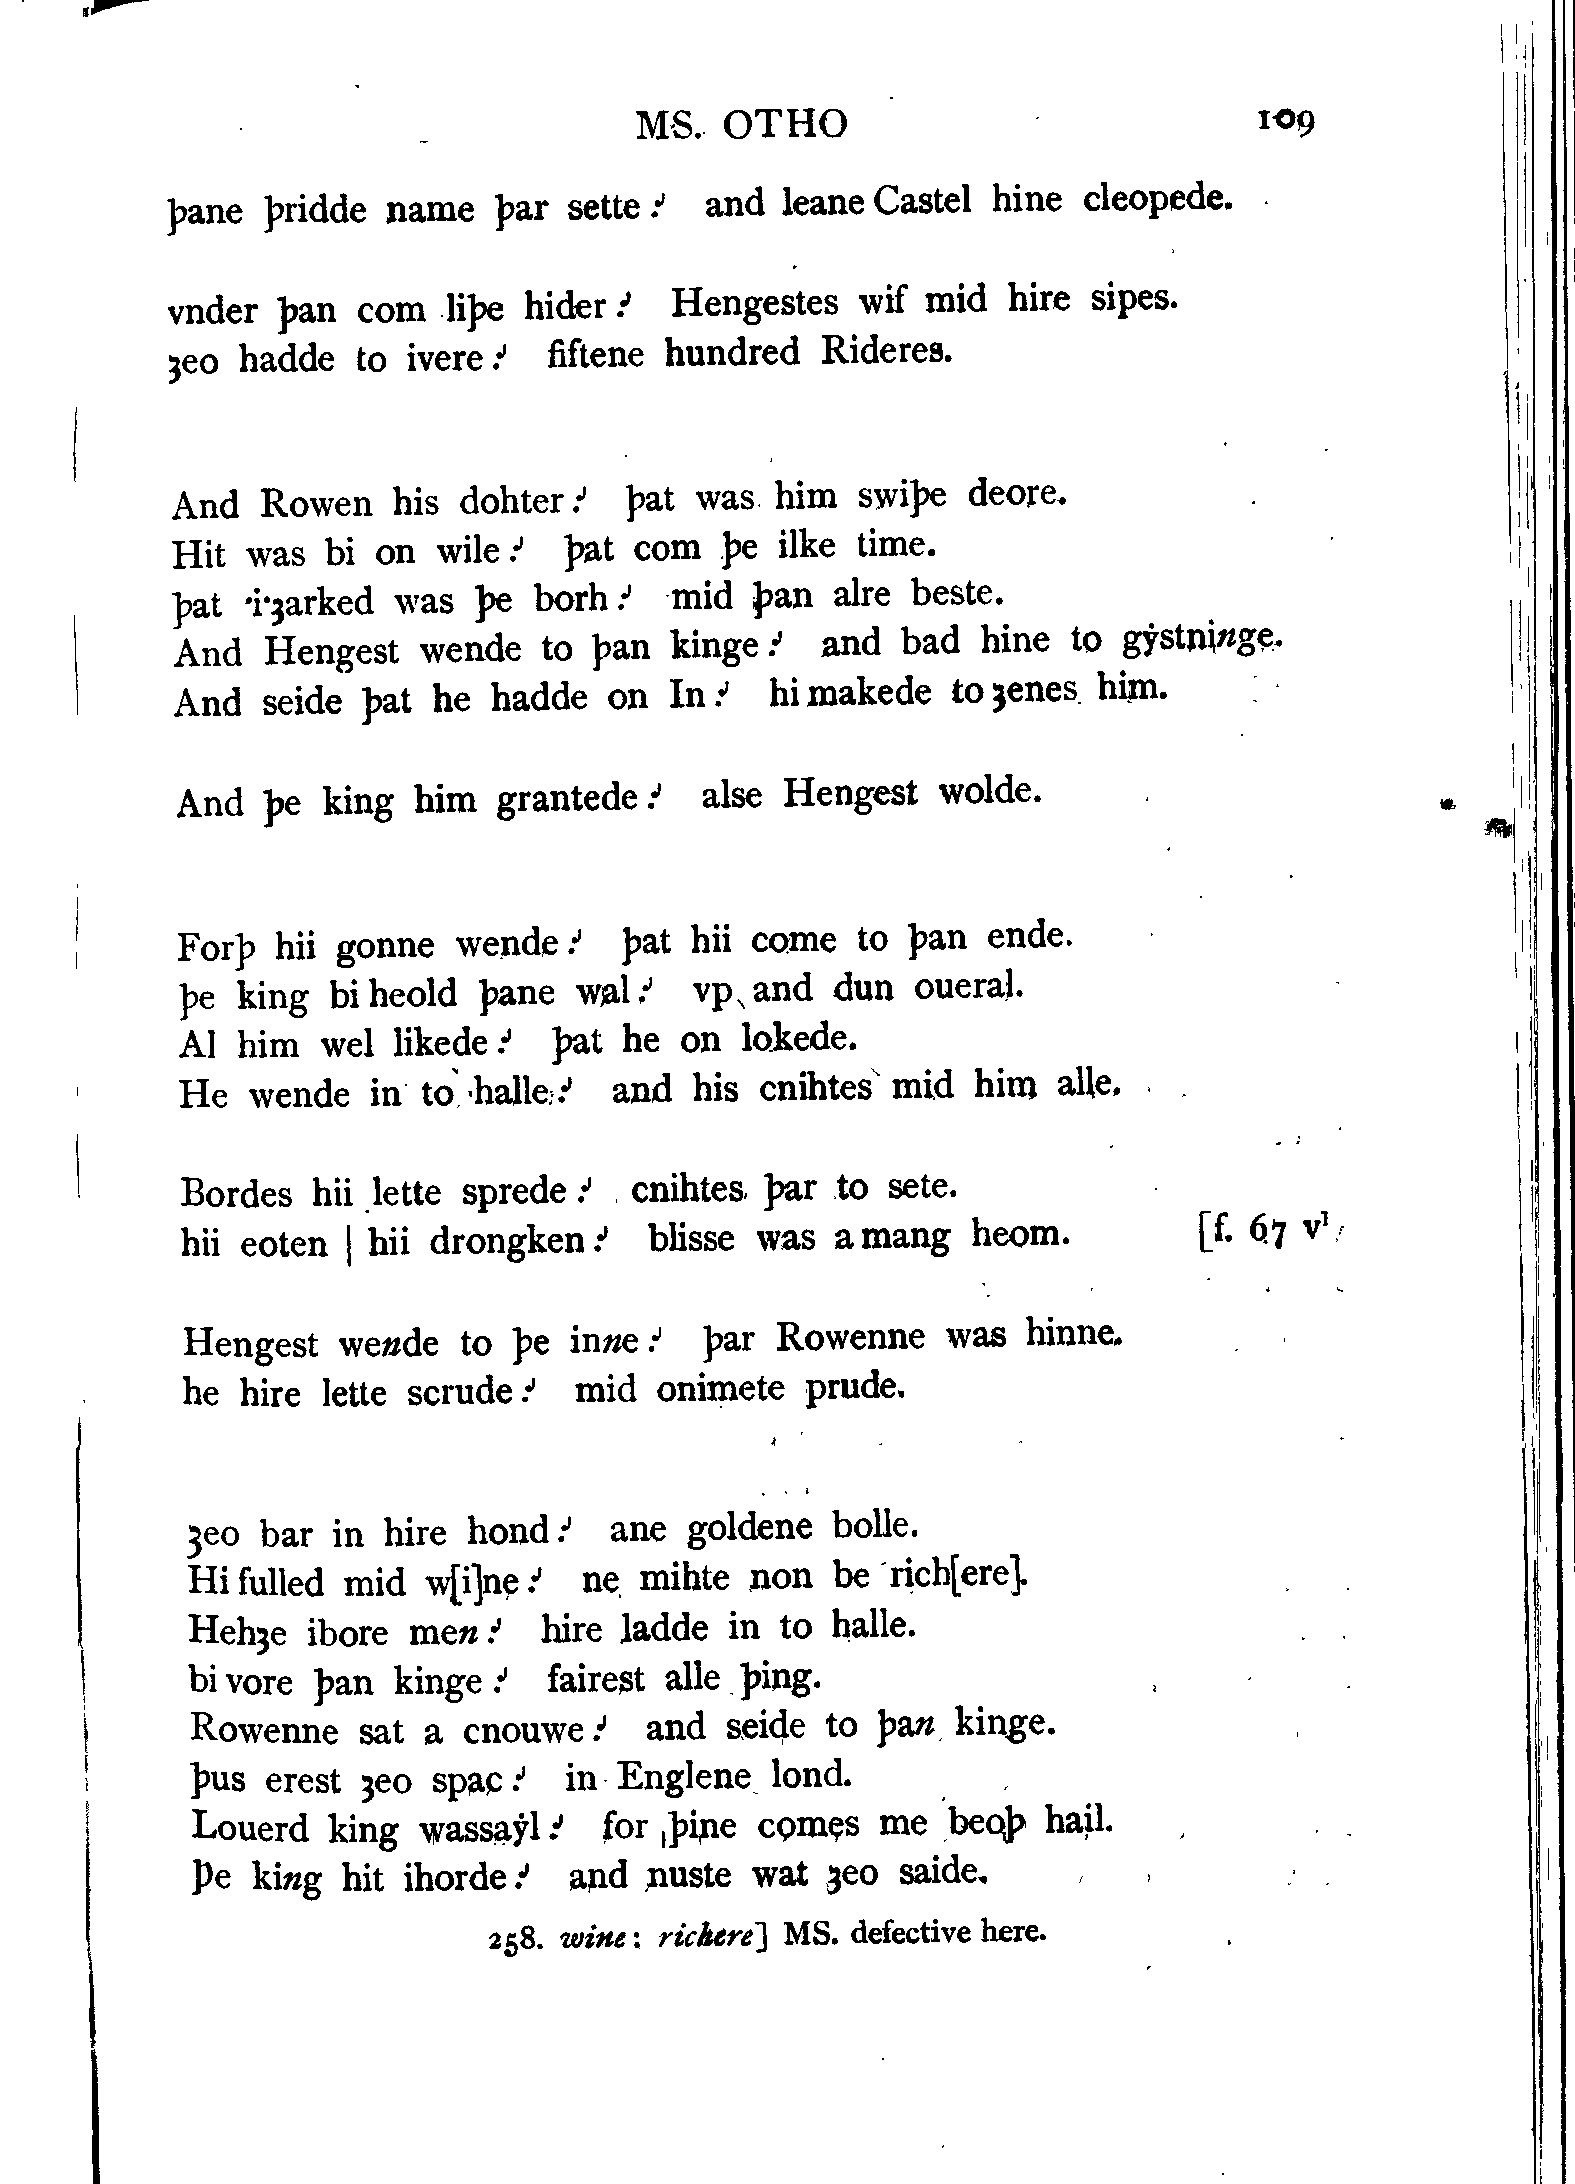 MS. OTHO 109
þane þridde name þar sette ⁏ and leane Castel hine cleopede.
vnder þan com liþe hider ⁏ Hengestes wif mid hire sipes.
ȝeo hadde to ivere ⁏ fiftene hundred Rideres.
And Rowen his dohter ⁏ þat was him swiþe deore.
Hit was bi on wile ⁏ þat com þe ilke time.
þat ·i·ȝarked was þe borh ⁏ mid þan alre beste.
And Hengest wende to þan kinge ⁏ and bad hine to gẏstninge.
And seide þat he hadde on In ⁏ hi makede to ȝenes him.
And þe king him grantede ⁏ alse Hengest wolde.
Forþ hii gonne wende ⁏ þat hii come to þan ende.
þe king bi heold þane wal ⁏ vp and dun oueral.
Al him wel likede ⁏ þat he on lokede.
He wende in to halle ⁏ and his cnihtes mid him alle.
Bordes hii lette sprede ⁏ cnihtes þar to sete.
hii eoten | hii drongken ⁏ blisse was a mang heom. [f. 67 v]
Hengest wende to þe inne ⁏ þar Rowenne was hinne.
he hire lette scrude ⁏ mid onimete prude.
ȝeo bar in hire hond ⁏ ane goldene bolle.
Hi fulled mid w[i]ne ⁏ ne mihte non be rich[ere].
Hehȝe ibore men ⁏ hire ladde in to halle.
bi vore þan kinge ⁏ fairest alle þing.
Rowenne sat a cnouwe ⁏ and seide to þan kinge.
þus erest ȝeo spac ⁏ in Englene lond.
Louerd king wassaẏl ⁏ for þine comes me beoþ hail.
Þe king hit ihorde ⁏ and nuste wat ȝeo saide.
258. wine: richere] MS. defective here.